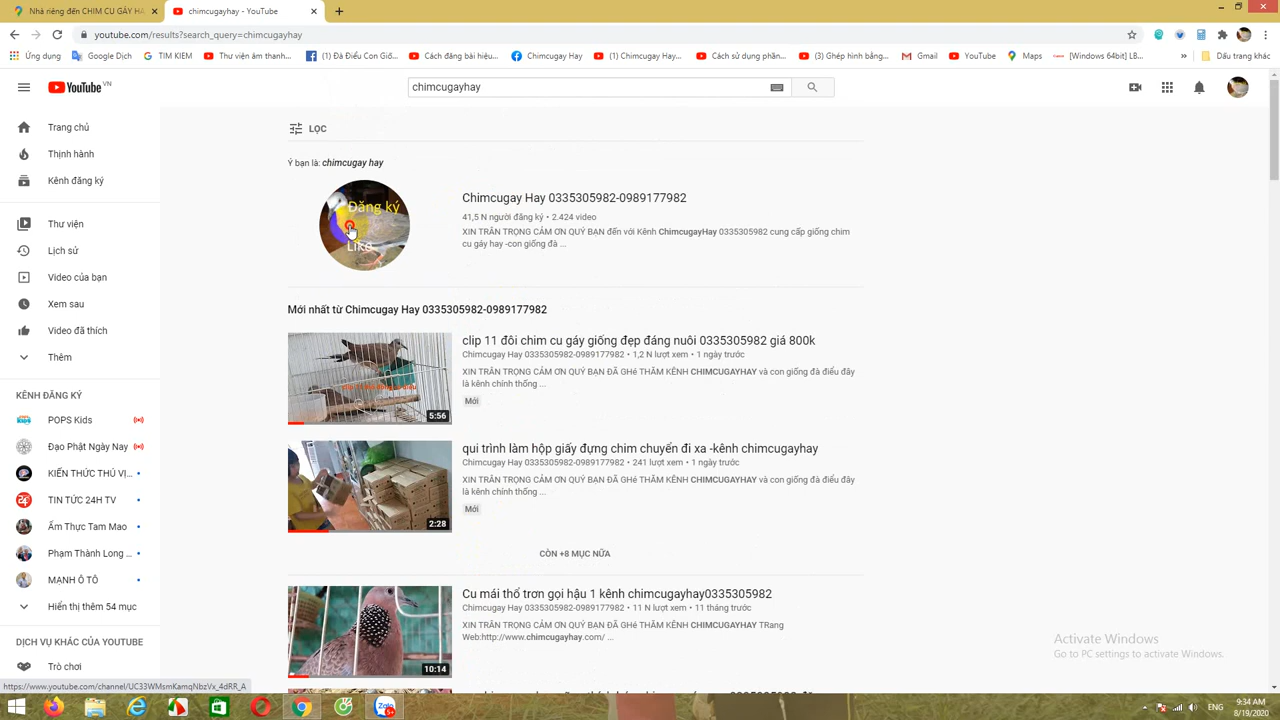 Nhà riêng đến CHIM CU GÁY HA
chimcugayhay - YouTube
youtube.com/results?search_query=chimcugayhay
Ứng dụng
Google Dịch
TIM KIEM
Thư viện âm thanh...
(1) Đá Điểu Con Giố...
Cách đăng bài hiệu...
Chimcugay Hay
(1) Chimcugay Hay...
Cách sử dụng phần...
(3) Ghép hình bằng...
Gmail
YouTube
Maps
[Windows 64bit] LB...
»
Dấu trang khác
YouTube VN
chimcugayhay
Trang chủ
Thịnh hành
Kênh đăng ký
Thư viện
Lịch sử
Video của bạn
Xem sau
Video đã thích
Thêm
KÊNH ĐĂNG KÝ
POPS Kids
Đạo Phật Ngày Nay
KIẾN THỨC THÚ VỊ...
TIN TỨC 24H TV
Ẩm Thực Tam Mao
Phạm Thành Long ...
MẠNH Ô TÔ
Hiển thị thêm 54 mục
DỊCH VỤ KHÁC CỦA YOUTUBE
Trò chơi
LỌC
Ý bạn là: chimcugay hay
Đăng ký
Like
Chimcugay Hay 0335305982-0989177982
41,5 N người đăng ký • 2.424 video
XIN TRÂN TRỌNG CẢM ƠN QUÝ BẠN đến với Kênh ChimcugayHay 0335305982 cung cấp giống chim
cu gáy hay -con giống đà ...
Mới nhất từ Chimcugay Hay 0335305982-0989177982
5:56
clip 11 đôi chìm cu gáy giống đẹp đáng nuôi 0335305982 giá 800k
Chimcugay Hay 0335305982-0989177982 • 1,2 N lượt xem • 1 ngày trước
XIN TRÂN TRỌNG CẢM ƠN QUÝ BẠN ĐÃ GHé THĂM KÊNH CHIMCUGAYHAY và con giống đà điểu đây
là kênh chính thống ...
Mới
2:28
qui trình làm hộp giấy đựng chim chuyển đi xa -kênh chimcugayhay
Chimcugay Hay 0335305982-0989177982 • 241 lượt xem • 1 ngày trước
XIN TRÂN TRỌNG CẢM ƠN QUÝ BẠN ĐÃ GHé THĂM KÊNH CHIMCUGAYHAY và con giống đà điểu đây
là kênh chính thống ...
Mới
CÒN +8 MỤC NỮA
10:14
Cu mái thổ trơn gọi hậu 1 kênh chimcugayhay0335305982
Chimcugay Hay 0335305982-0989177982 • 11 N lượt xem • 11 tháng trước
XIN TRÂN TRỌNG CẢM ƠN QUÝ BẠN ĐÃ GHé THĂM KÊNH CHIMCUGAYHAY TRang
Web:http://www.chimcugayhay.com/ ...
Activate Windows
Go to PC settings to activate Windows.
https://www.youtube.com/channel/UC33WMsmKamqNbzVx_4dRR_A
Zalo
5+
ENG
9:34 AM
8/19/2020